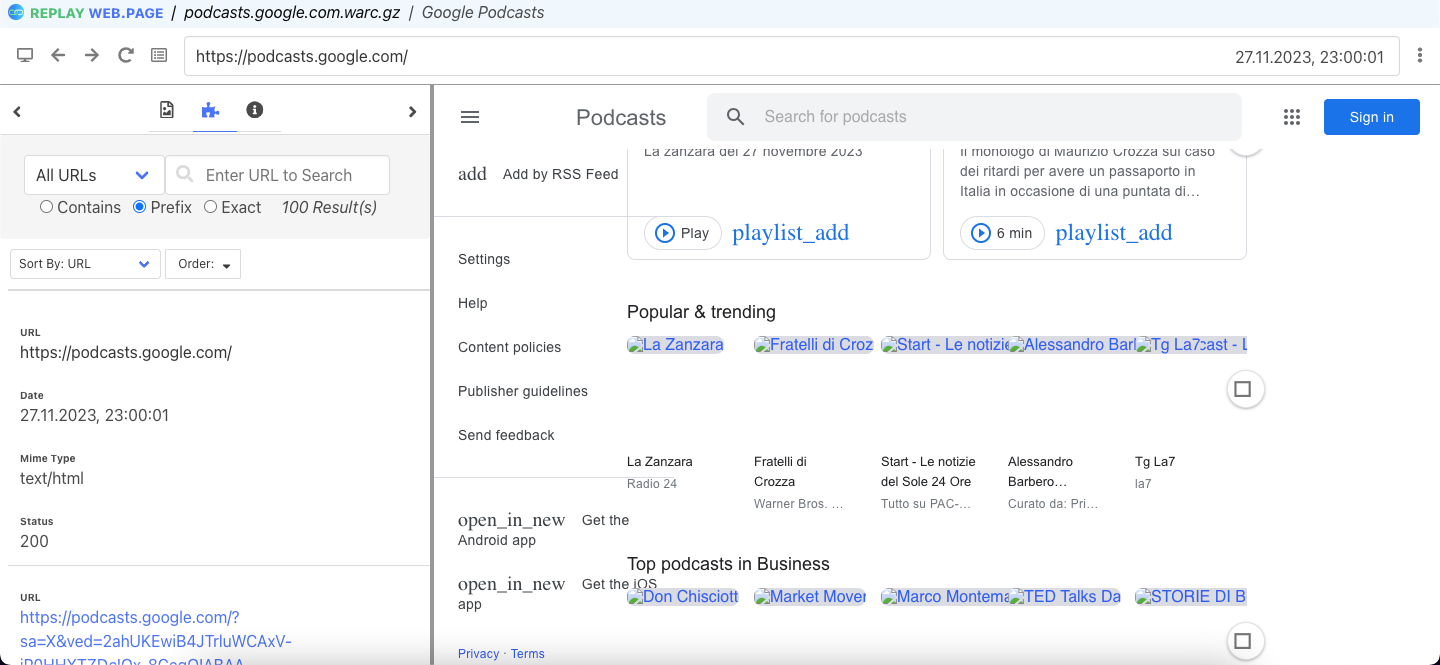 REPLAY WEB.PAGE / podcasts.google.com.warc.gz | Google Podcasts
https://podcasts.google.com/ 27.11.2023, 23:00:01
All URLs
Enter URL to Search
Contains Prefix Exact 100 Result(s)
Sort By: URL
Order:
URL
https://podcasts.google.com/
Date
27.11.2023, 23:00:01
Mime Type
text/html
Status
200
URL
https://podcasts.google.com/?
sa=X&ved=2ahUKEwiB4JTrluWCAxV-
Podcasts
Search for podcasts
Sign in
add Add by RSS Feed
Settings
Help
Content policies
Publisher guidelines
Send feedback
open_in_new Get the
Android app
open_in_new Get the iOS
app
Privacy · Terms
La zanzara del 27 novembre 2023
Play playlist_add
Il monologo di Maurizio Crozza sul caso
dei ritardi per avere un passaporto in
Italia in occasione di una puntata di…
6 min playlist_add
Popular & trending
La Zanzara
Fratelli di Croz
Start - Le notizie
Alessandro Barl
Tg La7
cast - L
La Zanzara
Radio 24
Fratelli di
Crozza
Warner Bros. …
Start - Le notizie
del Sole 24 Ore
Tutto su PAC-…
Alessandro
Barbero…
Curato da: Pri…
Tg La7
la7
Top podcasts in Business
Don Chisciott
Market Mover
Marco Montema
TED Talks Da
STORIE DI B